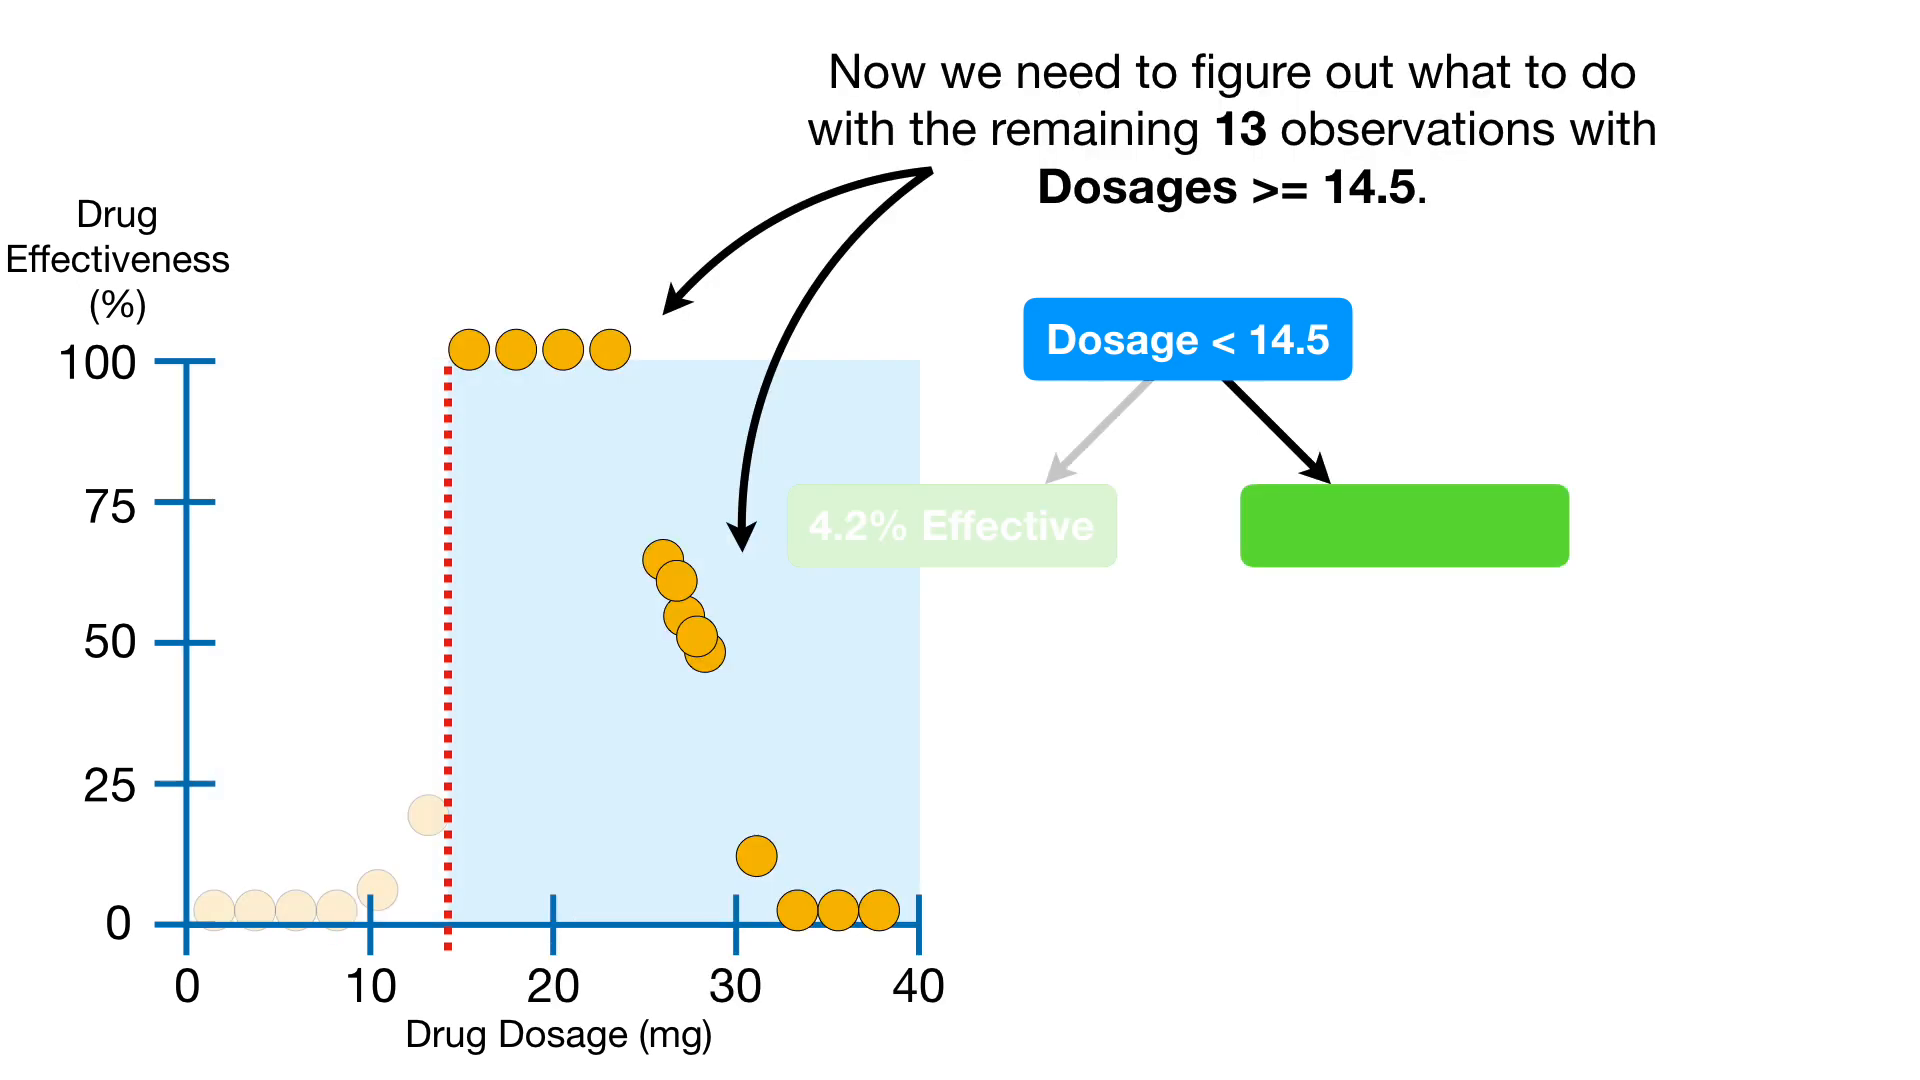 Now we need to figure out what to do
with the remaining 13 observations with
Dosages >= 14.5.
Drug
Effectiveness
(%)
100
75
50
25
0
0 10 20 30 40
Drug Dosage (mg)
Dosage < 14.5
4.2% Effective